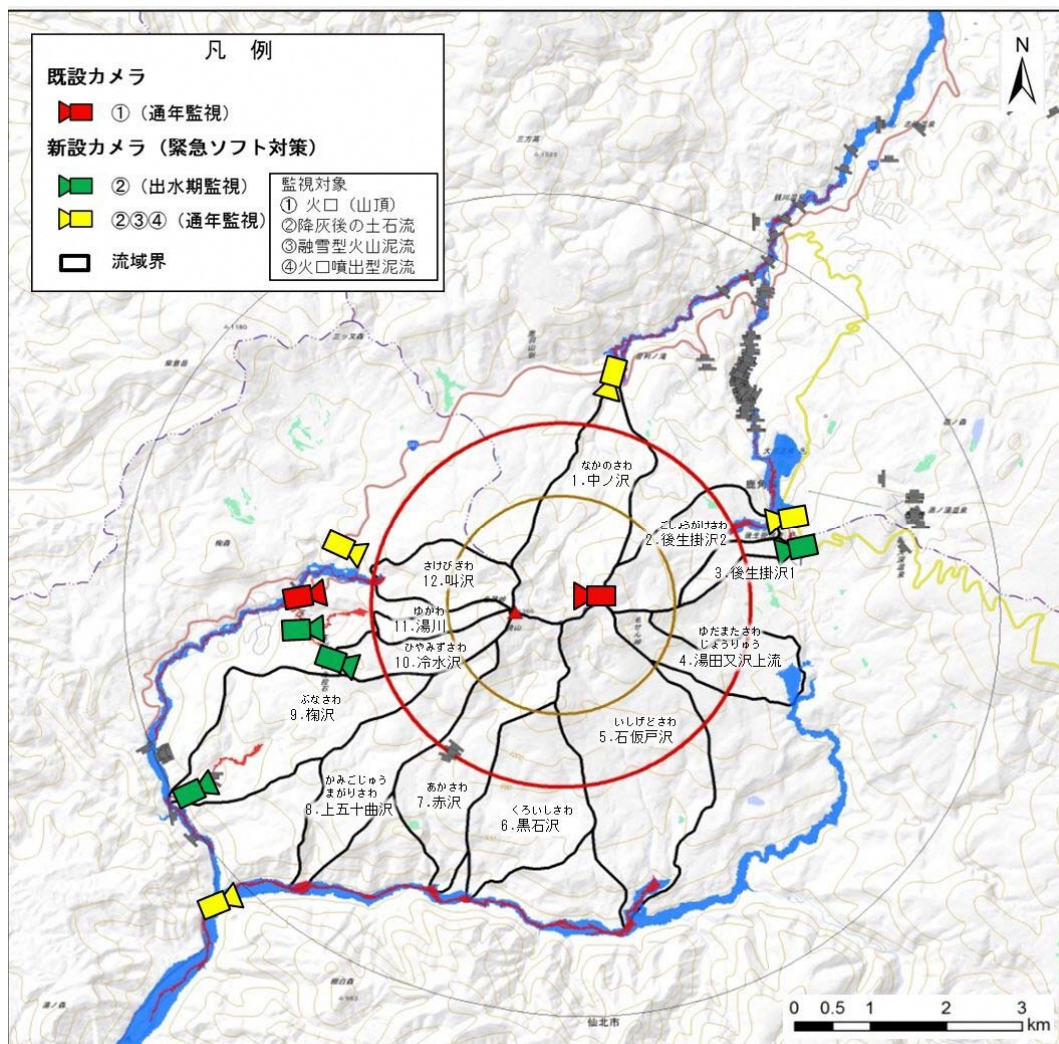 凡 例
既設カメラ
①（通年監視）
新設カメラ（緊急ソフト対策）
②（出水期監視）
②③④（通年監視）
流域界
監視対象
① 火口（山頂）
②降灰後の土石流
③融雪型火山泥流
④火口噴出型泥流
N
なかのさわ
1.中ノ沢
鹿角
ごしょうがけさわ
2.後生掛沢2
3.後生掛沢1
さけびざわ
12.叫沢
ゆがわ
11.湯川
ひやみずさわ
10.冷水沢
ゆだまたさわ
じょうりゅう
4.湯田又沢上流
ぶなさわ
9.椈沢
いしげどさわ
5.石仮戸沢
かみごじゅう
まがりさわ
8.上五十曲沢
あかさわ
7.赤沢
くろいしさわ
6.黒石沢
仙北市
0 0.5 1 2 3
km